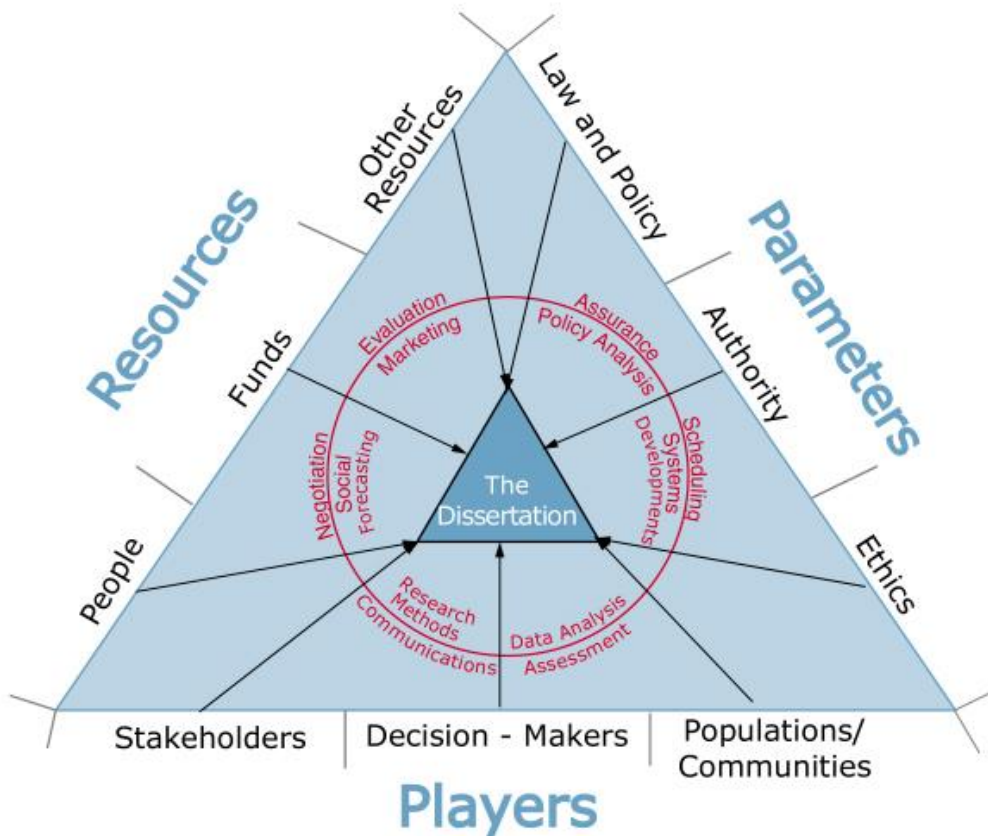 Other
Resources
Law and Policy
Resources
Parameters
Funds
Authority
People
Ethics
Evaluation
Marketing
Assurance
Policy Analysis
Negotiation
Social
Forecasting
Scheduling
Systems
Developments
The
Dissertation
Research
Methods
Communications
Data Analysis
Assessment
Stakeholders
Decision - Makers
Populations/
Communities
Players